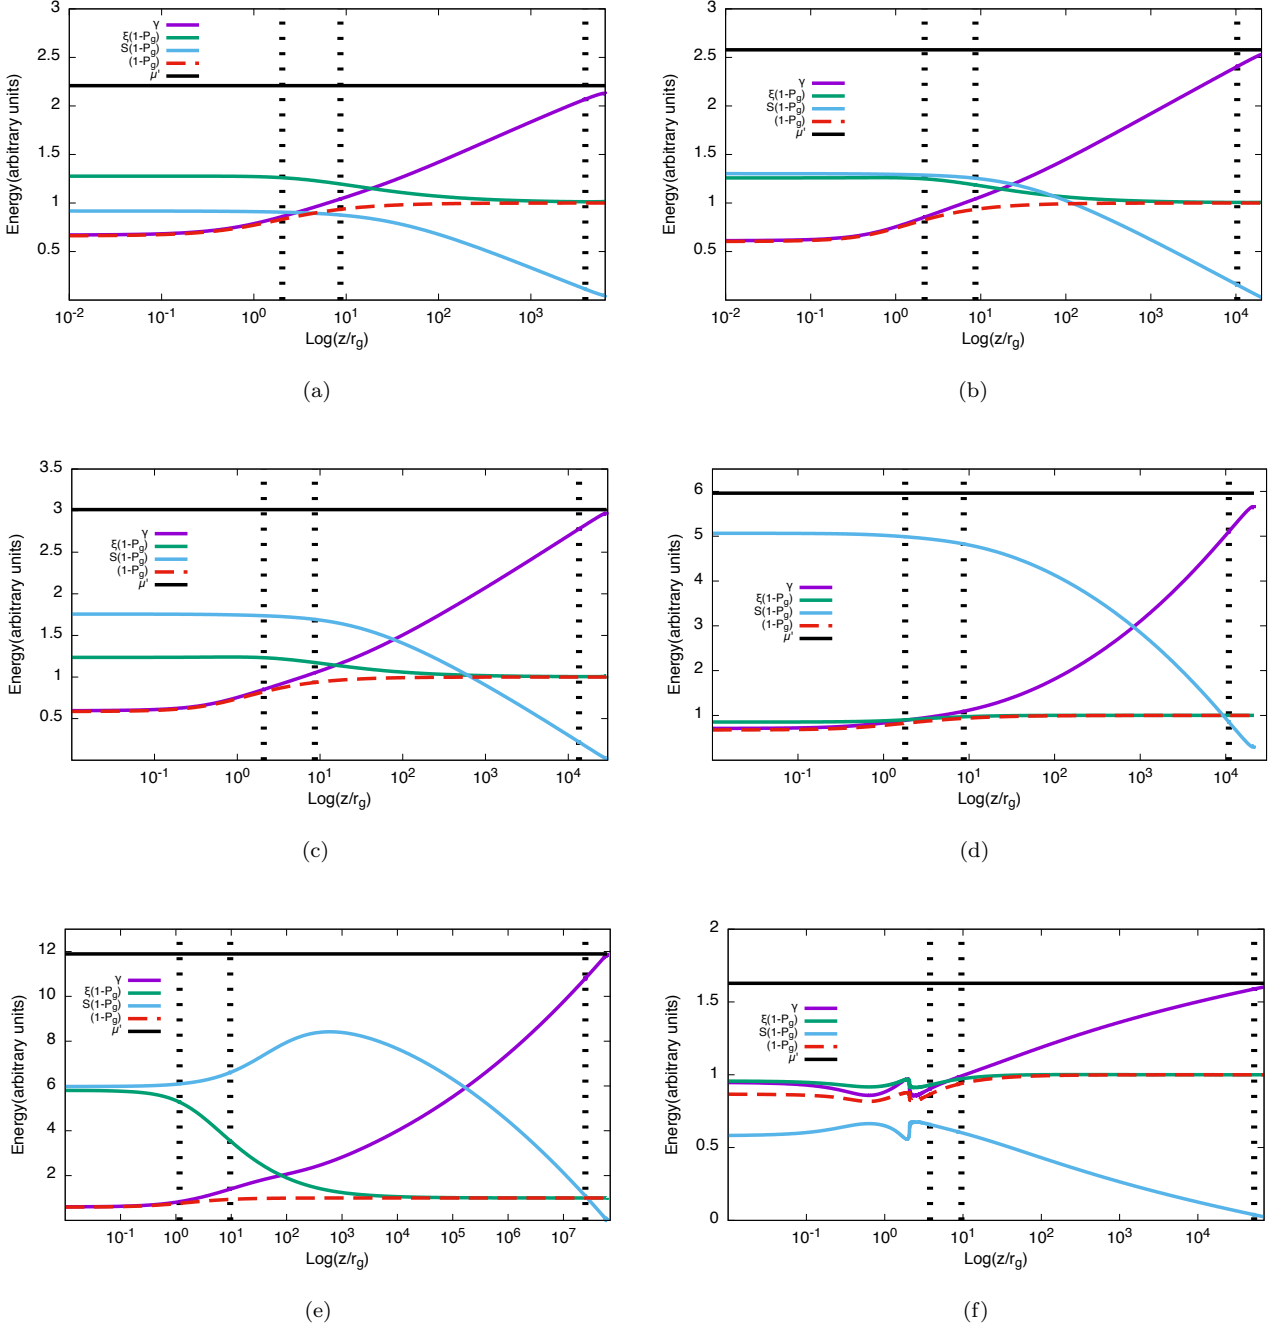 3
2.5
2
1.5
1
0.5
Energy(arbitrary units)
γ
ξ(1-Pg)
S(1-Pg)
(1-Pg)
μ'
10-2 10-1 100 101 102 103
Log(z/rg)
(a)
3
2.5
2
1.5
1
0.5
Energy(arbitrary units)
γ
ξ(1-Pg)
S(1-Pg)
(1-Pg)
μ'
10-2 10-1 100 101 102 103 104
Log(z/rg)
(b)
3.5
3
2.5
2
1.5
1
0.5
Energy(arbitrary units)
γ
ξ(1-Pg)
S(1-Pg)
(1-Pg)
μ'
10-1 100 101 102 103 104
Log(z/rg)
(c)
6
5
4
3
2
1
Energy(arbitrary units)
γ
ξ(1-Pg)
S(1-Pg)
(1-Pg)
μ'
10-1 100 101 102 103 104
Log(z/rg)
(d)
12
10
8
6
4
2
Energy(arbitrary units)
γ
ξ(1-Pg)
S(1-Pg)
(1-Pg)
μ'
10-1 100 101 102 103 104 105 106 107
Log(z/rg)
(e)
2
1.5
1
0.5
0
Energy(arbitrary units)
γ
ξ(1-Pg)
S(1-Pg)
(1-Pg)
μ'
10-1 100 101 102 103 104
Log(z/rg)
(f)